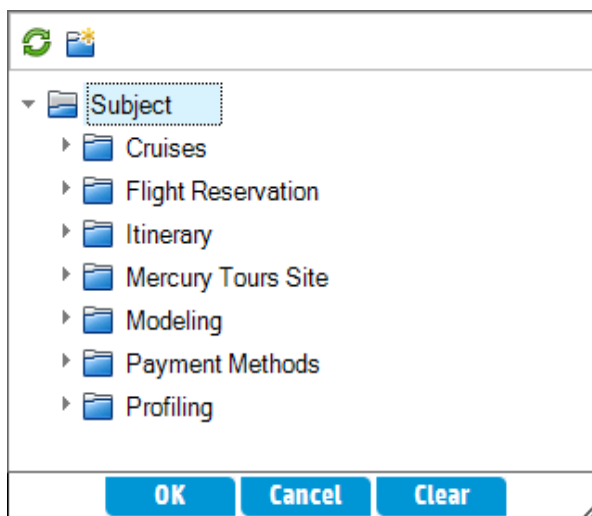 Subject
Cruises
Flight Reservation
Itinerary
Mercury Tours Site
Modeling
Payment Methods
Profiling
OK Cancel Clear